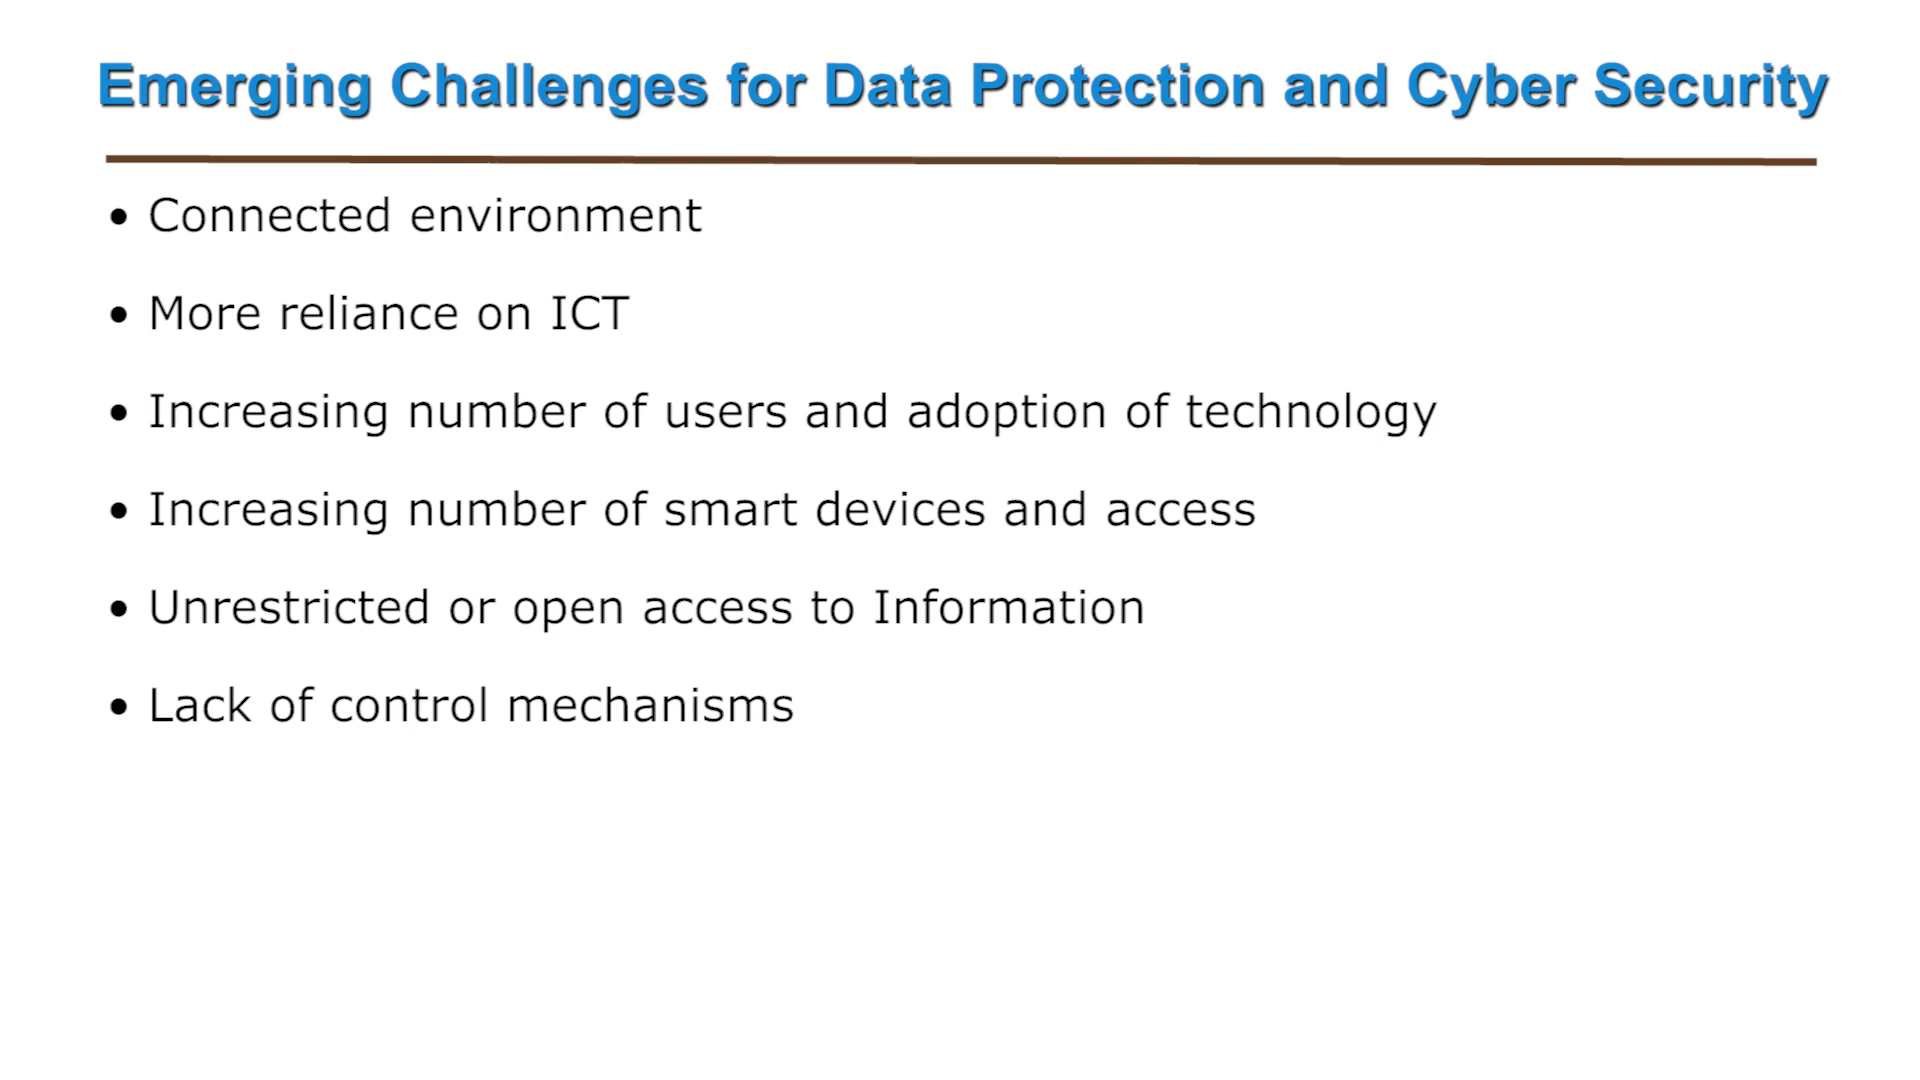 Emerging Challenges for Data Protection and Cyber Security
• Connected environment
• More reliance on ICT
• Increasing number of users and adoption of technology
• Increasing number of smart devices and access
• Unrestricted or open access to Information
• Lack of control mechanisms